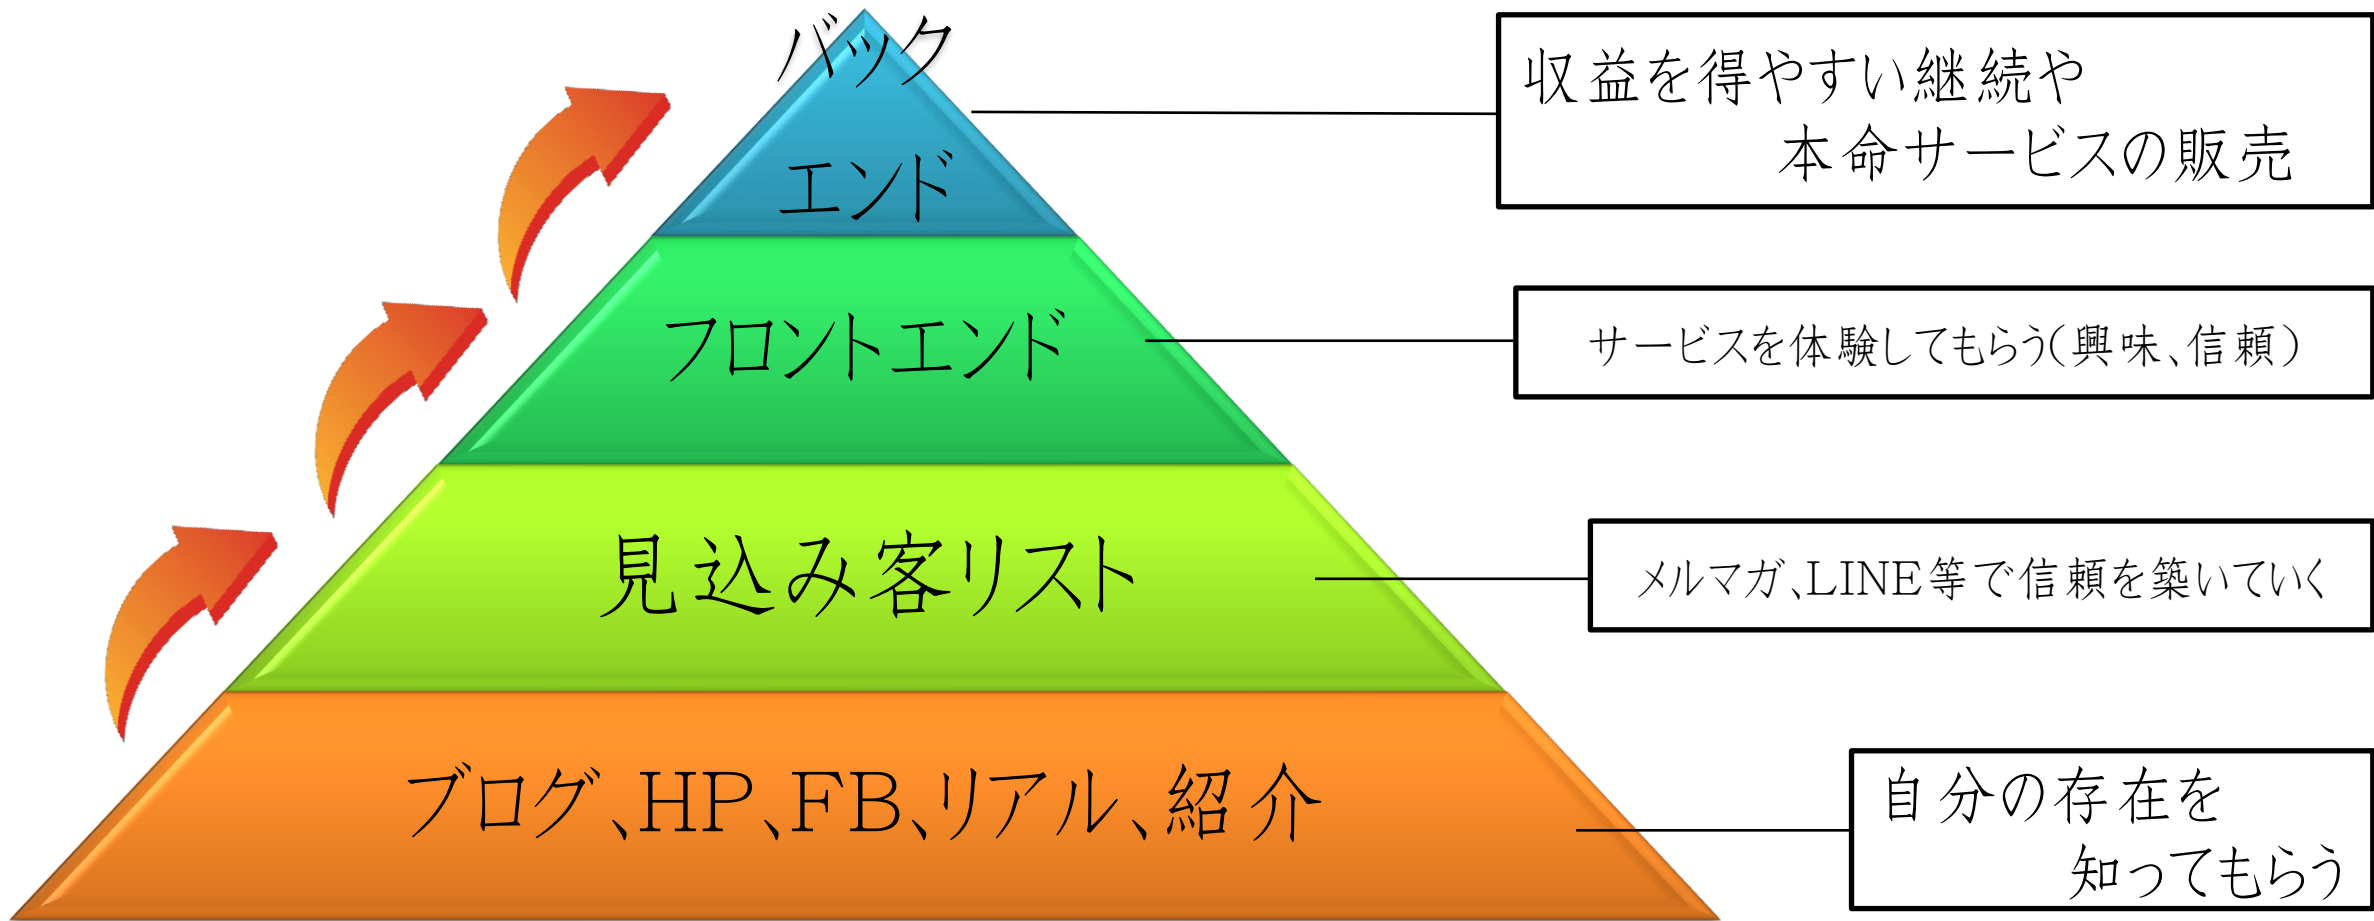 バック
エンド
収益を得やすい継続や
本命サービスの販売
フロントエンド
サービスを体験してもらう（興味、信頼）
見込み客リスト
メルマガ、LINE等で信頼を築いていく
ブログ、HP、FB、リアル、紹介
自分の存在を
知ってもらう